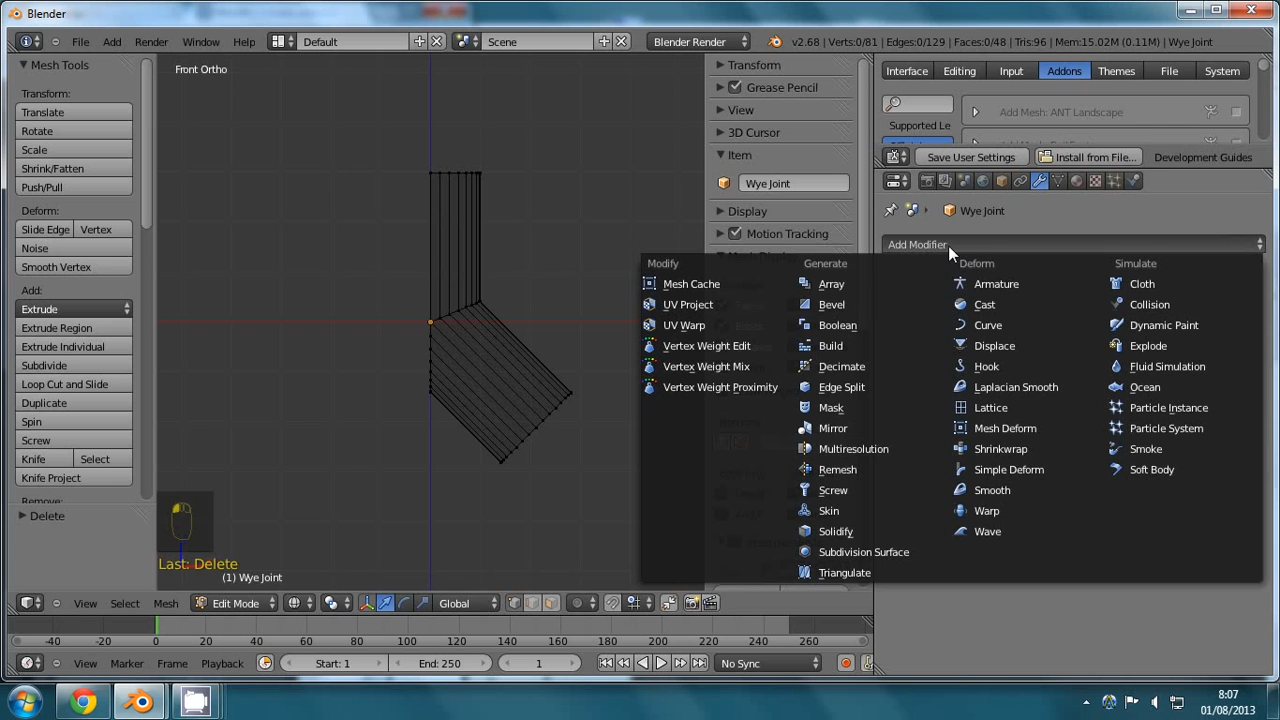 Blender
File Add Render Window Help Default Scene Blender Render v2.68 | Verts:0/81 | Edges:0/129 | Faces:0/48 | Tris:96 | Mem:15.02M (0.11M) | Wye Joint
Mesh Tools
Transform:
Translate
Rotate
Scale
Shrink/Fatten
Push/Pull
Deform:
Slide Edge Vertex
Noise
Smooth Vertex
Add:
Extrude
Extrude Region
Extrude Individual
Subdivide
Loop Cut and Slide
Duplicate
Spin
Screw
Knife Select
Knife Project
Remove:
Delete
Front Ortho
Last: Delete
(1) Wye Joint
Transform
Grease Pencil
View
3D Cursor
Item
Wye Joint
Display
Motion Tracking
Interface Editing Input Addons Themes File System
Supported Le
Add Mesh: ANT Landscape
Save User Settings Install from File... Development Guides
Wye Joint
Add Modifier
Modify
Mesh Cache
UV Project
UV Warp
Vertex Weight Edit
Vertex Weight Mix
Vertex Weight Proximity
Generate
Array
Bevel
Boolean
Build
Decimate
Edge Split
Mask
Mirror
Multiresolution
Remesh
Screw
Skin
Solidify
Subdivision Surface
Triangulate
Deform
Armature
Cast
Curve
Displace
Hook
Laplacian Smooth
Lattice
Mesh Deform
Shrinkwrap
Simple Deform
Smooth
Warp
Wave
Simulate
Cloth
Collision
Dynamic Paint
Explode
Fluid Simulation
Ocean
Particle Instance
Particle System
Smoke
Soft Body
View Select Mesh Edit Mode Global
-40 -20 0 20 40 60 80 100 120 140 160 180 200 220 240 260
View Marker Frame Playback Start: 1 End: 250 1 No Sync
8:07
01/08/2013